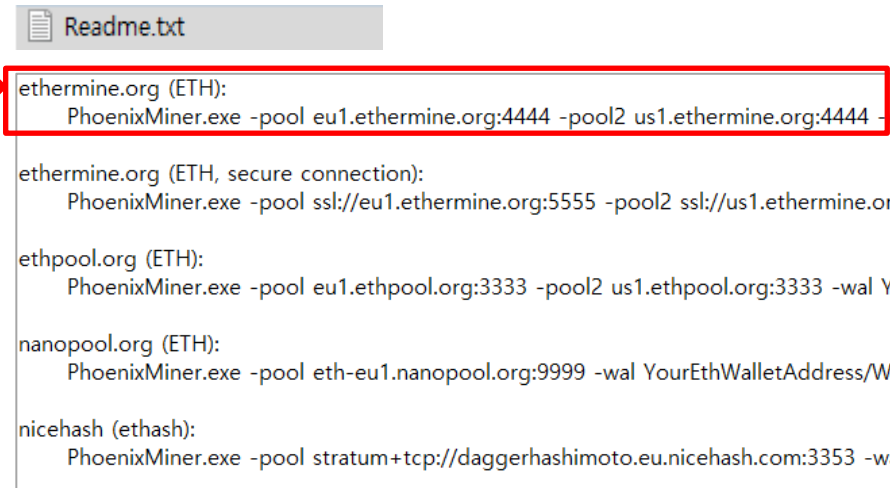 Readme.txt
ethermine.org (ETH):
PhoenixMiner.exe -pool eu1.ethermine.org:4444 -pool2 us1.ethermine.org:4444 -
ethermine.org (ETH, secure connection):
PhoenixMiner.exe -pool ssl://eu1.ethermine.org:5555 -pool2 ssl://us1.ethermine.or
ethpool.org (ETH):
PhoenixMiner.exe -pool eu1.ethpool.org:3333 -pool2 us1.ethpool.org:3333 -wal Y
nanopool.org (ETH):
PhoenixMiner.exe -pool eth-eu1.nanopool.org:9999 -wal YourEthWalletAddress/W
nicehash (ethash):
PhoenixMiner.exe -pool stratum+tcp://daggerhashimoto.eu.nicehash.com:3353 -wa